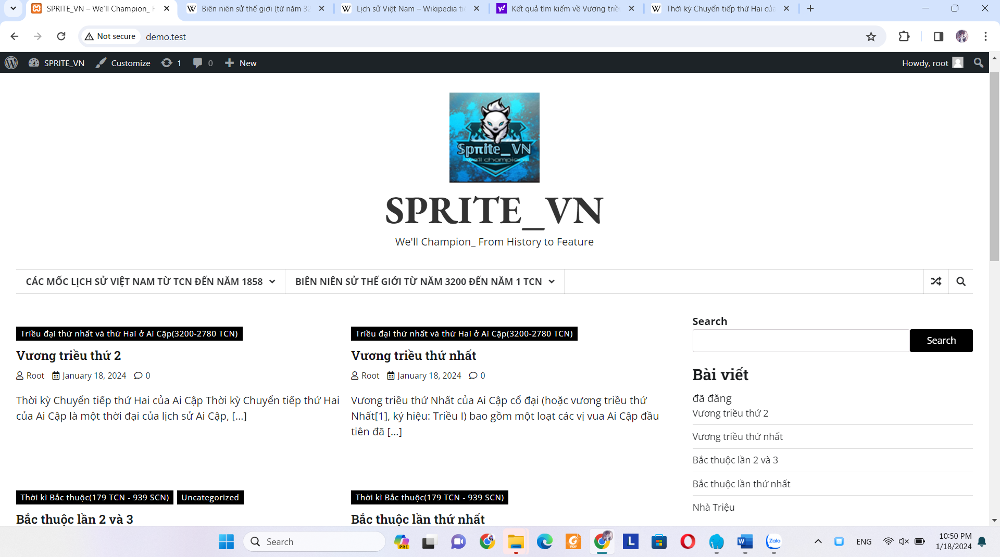 SPRITE_VN – We'll Champion_ F
Biên niên sử thế giới (từ năm 32
Lịch sử Việt Nam – Wikipedia tiế
Kết quả tìm kiếm về Vương triề
Thời kỳ Chuyển tiếp thứ Hai củ
Not secure
demo.test
SPRITE_VN
Customize
1
0
New
Howdy, root
Spπite_VN
we'll champions
SPRITE_VN
We'll Champion_ From History to Feature
CÁC MỐC LỊCH SỬ VIỆT NAM TỪ TCN ĐẾN NĂM 1858
BIÊN NIÊN SỬ THẾ GIỚI TỪ NĂM 3200 ĐẾN NĂM 1 TCN
Triều đại thứ nhất và thứ Hai ở Ai Cập(3200-2780 TCN)
Vương triều thứ 2
Root January 18, 2024 0
Thời kỳ Chuyển tiếp thứ Hai của Ai Cập Thời kỳ Chuyển tiếp thứ Hai
của Ai Cập là một thời đại của lịch sử Ai Cập, […]
Triều đại thứ nhất và thứ Hai ở Ai Cập(3200-2780 TCN)
Vương triều thứ nhất
Root January 18, 2024 0
Vương triều thứ Nhất của Ai Cập cổ đại (hoặc vương triều thứ
Nhất[1], ký hiệu: Triều I) bao gồm một loạt các vị vua Ai Cập đầu
tiên đã […]
Thời kì Bắc thuộc(179 TCN - 939 SCN) Uncategorized
Bắc thuộc lần 2 và 3
Thời kì Bắc thuộc(179 TCN - 939 SCN)
Bắc thuộc lần thứ nhất
Search
Search
Bài viết
đã đăng
Vương triều thứ 2
Vương triều thứ nhất
Bắc thuộc lần 2 và 3
Bắc thuộc lần thứ nhất
Nhà Triệu
Search
PRE
PDF
L
W
Zalo
ENG
10:50 PM
1/18/2024